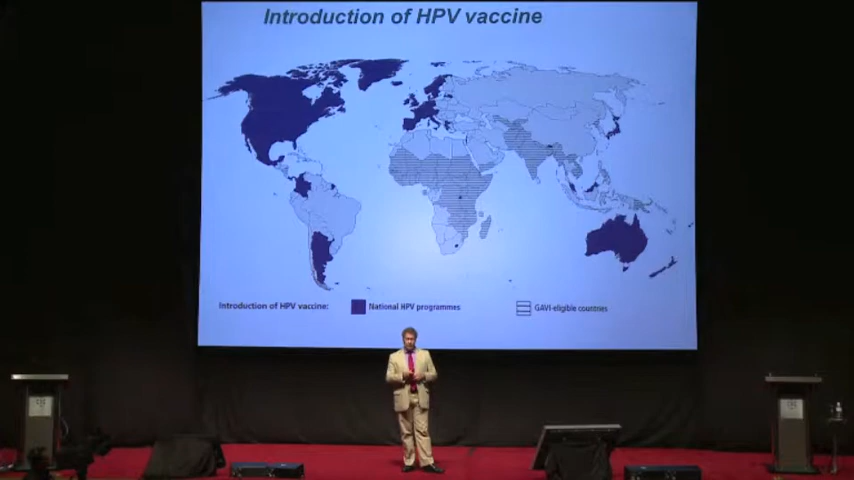 Introduction of HPV vaccine
Introduction of HPV vaccine:
National HPV programmes
GAVI-eligible countries